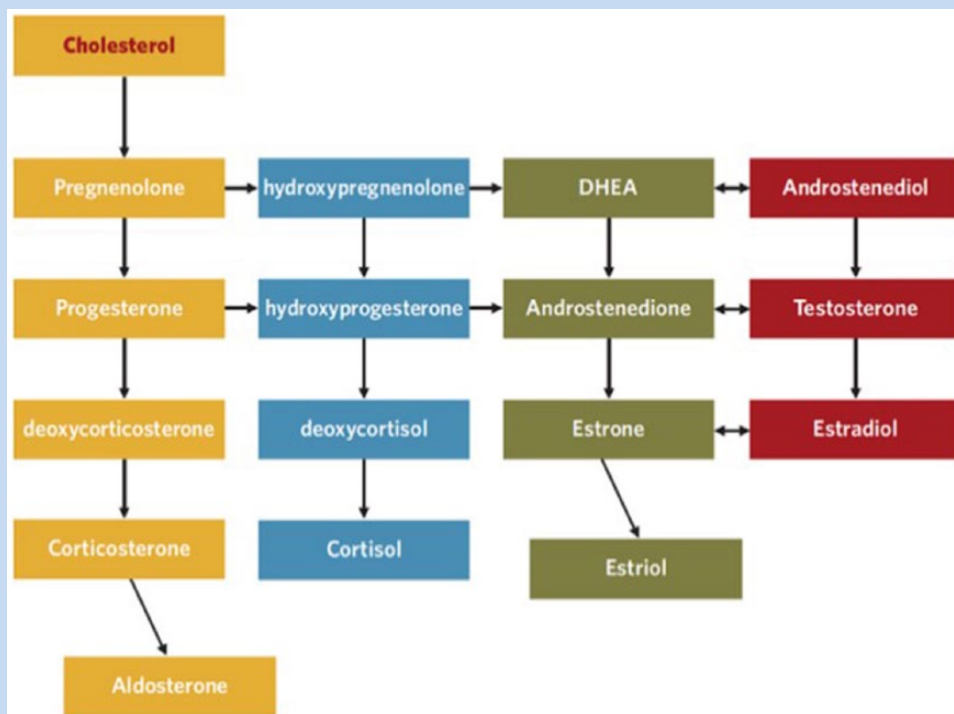 Cholesterol
Pregnenolone
hydroxypregnenolone
DHEA
Androstenediol
Progesterone
hydroxyprogesterone
Androstenedione
Testosterone
deoxycorticosterone
deoxycortisol
Estrone
Estradiol
Corticosterone
Cortisol
Estriol
Aldosterone